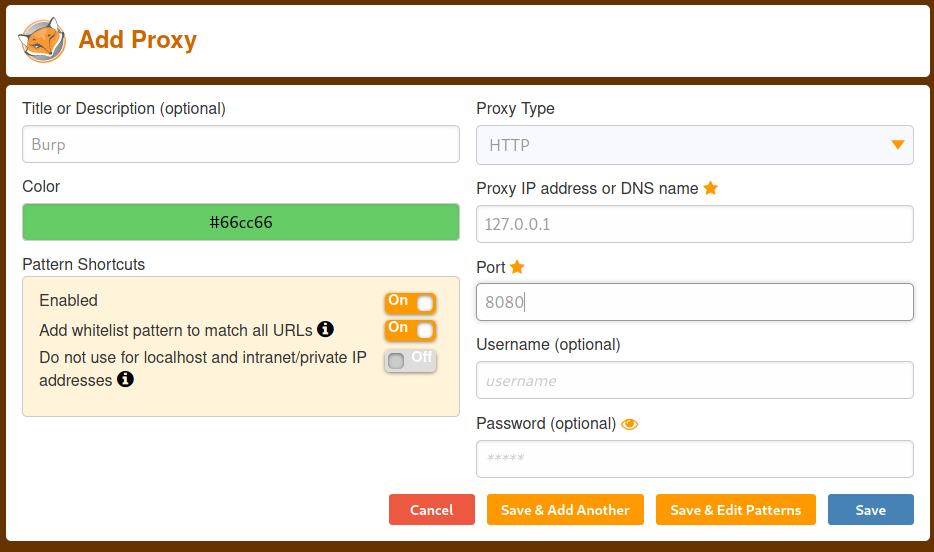 Add Proxy
Title or Description (optional)
Burp
Color
#66cc66
Pattern Shortcuts
Enabled
On
Add whitelist pattern to match all URLs
On
Do not use for localhost and intranet/private IP
addresses
Off
Proxy Type
HTTP
Proxy IP address or DNS name
127.0.0.1
Port
8080
Username (optional)
username
Password (optional)
*****
Cancel
Save & Add Another
Save & Edit Patterns
Save